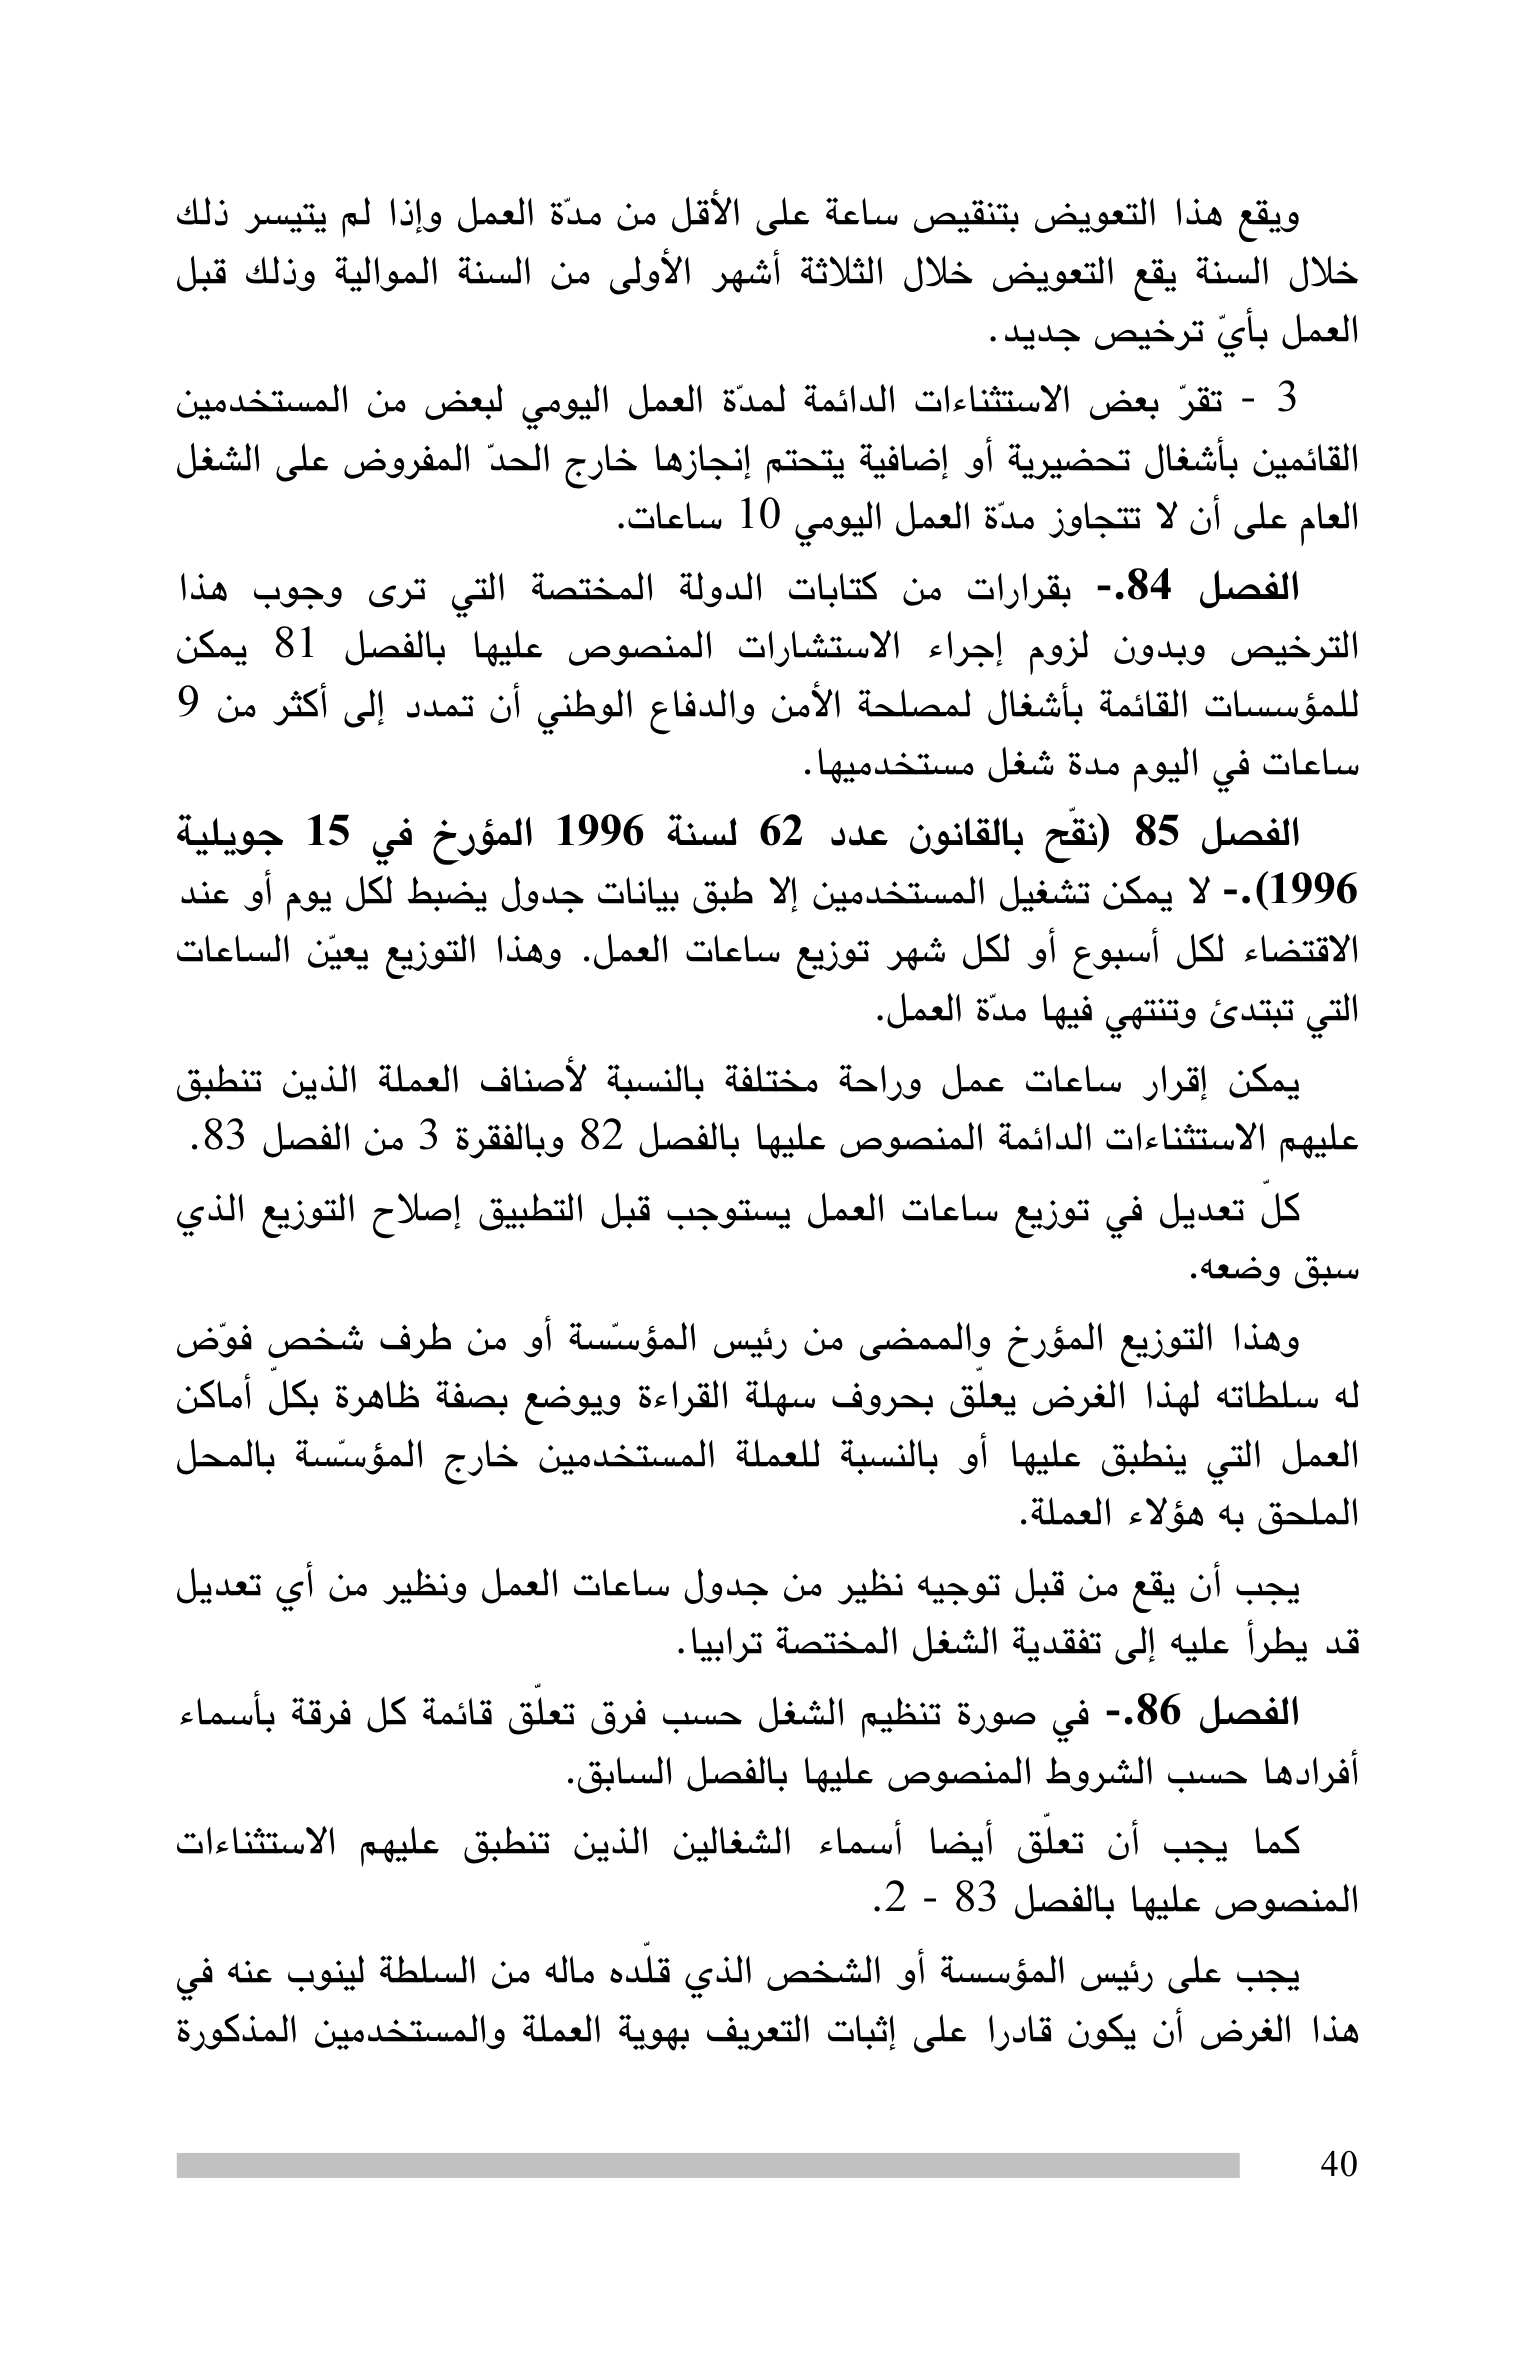 ويقع هذا التعويض بتنقيص ساعة على الأقل من مدّة العمل وإذا لم يتيسر ذلك
خلال السنة يقع التعويض خلال الثلاثة أشهر الأولى من السنة الموالية وذلك قبل
العمل بأيّ ترخيص جديد.
3 - تقرّ بعض الاستثناءات الدائمة لمدّة العمل اليومي لبعض من المستخدمين
القائمين بأشغال تحضيرية أو إضافية يتحتم إنجازها خارج الحدّ المفروض على الشغل
العام على أن لا تتجاوز مدّة العمل اليومي 10 ساعات.
الفصل 84.- بقرارات من كتابات الدولة المختصة التي ترى وجوب هذا
الترخيص وبدون لزوم إجراء الاستشارات المنصوص عليها بالفصل 81 يمكن
للمؤسسات القائمة بأشغال لمصلحة الأمن والدفاع الوطني أن تمدد إلى أكثر من 9
ساعات في اليوم مدة شغل مستخدميها.
الفصل 85 (نقّح بالقانون عدد 62 لسنة 1996 المؤرخ في 15 جويلية
1996).- لا يمكن تشغيل المستخدمين إلا طبق بيانات جدول يضبط لكل يوم أو عند
الاقتضاء لكل أسبوع أو لكل شهر توزيع ساعات العمل. وهذا التوزيع يعيّن الساعات
التي تبتدئ وتنتهي فيها مدّة العمل.
يمكن إقرار ساعات عمل وراحة مختلفة بالنسبة لأصناف العملة الذين تنطبق
عليهم الاستثناءات الدائمة المنصوص عليها بالفصل 82 وبالفقرة 3 من الفصل 83.
كلّ تعديل في توزيع ساعات العمل يستوجب قبل التطبيق إصلاح التوزيع الذي
سبق وضعه.
وهذا التوزيع المؤرخ والممضى من رئيس المؤسّسة أو من طرف شخص فوّض
له سلطاته لهذا الغرض يعلّق بحروف سهلة القراءة ويوضع بصفة ظاهرة بكلّ أماكن
العمل التي ينطبق عليها أو بالنسبة للعملة المستخدمين خارج المؤسّسة بالمحل
الملحق به هؤلاء العملة.
يجب أن يقع من قبل توجيه نظير من جدول ساعات العمل ونظير من أي تعديل
قد يطرأ عليه إلى تفقدية الشغل المختصة ترابيا.
الفصل 86.- في صورة تنظيم الشغل حسب فرق تعلّق قائمة كل فرقة بأسماء
أفرادها حسب الشروط المنصوص عليها بالفصل السابق.
كما يجب أن تعلّق أيضا أسماء الشغالين الذين تنطبق عليهم الاستثناءات
المنصوص عليها بالفصل 83 - 2.
يجب على رئيس المؤسسة أو الشخص الذي قلّده ماله من السلطة لينوب عنه في
هذا الغرض أن يكون قادرا على إثبات التعريف بهوية العملة والمستخدمين المذكورة
40